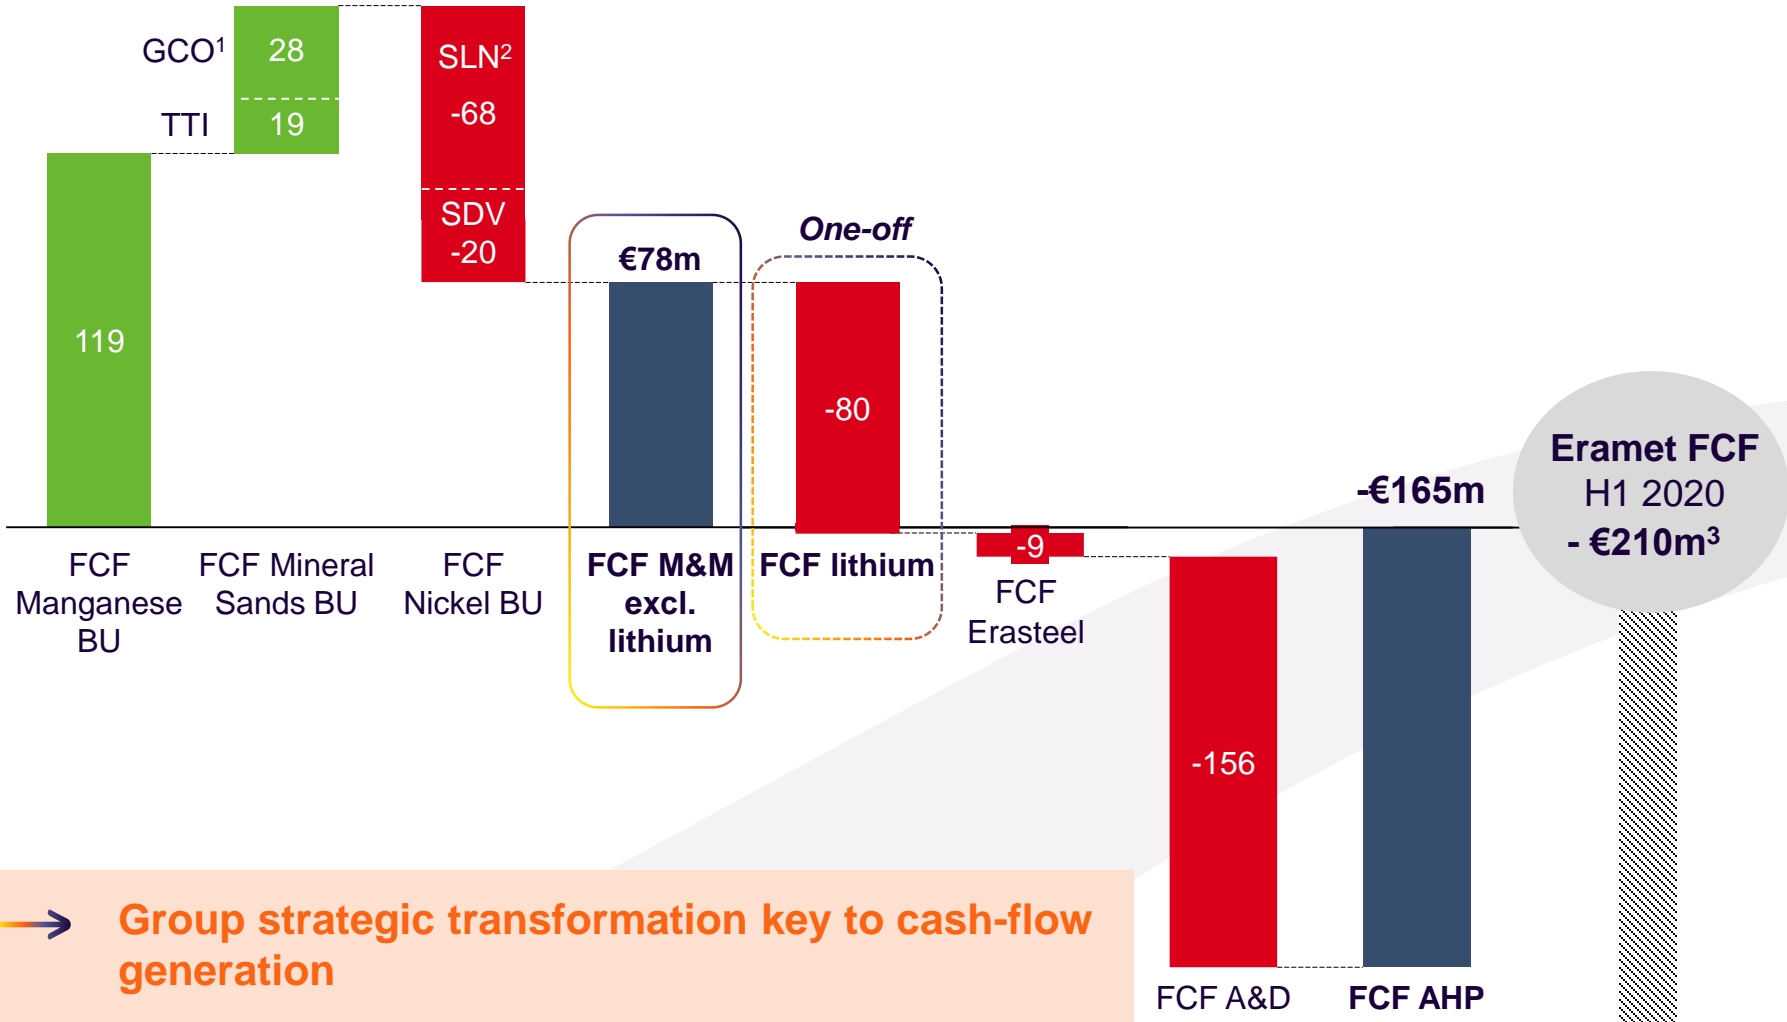 GCO¹
28
TTI
19
SLN²
-68
SDV
-20
119
€78m
One-off
-80
-9
-156
-€165m
Eramet FCF
H1 2020
- €210m³
FCF
Manganese
BU
FCF Mineral
Sands BU
FCF
Nickel BU
FCF M&M
excl.
lithium
FCF lithium
FCF
Erasteel
FCF A&D
FCF AHP
Group strategic transformation key to cash-flow
generation